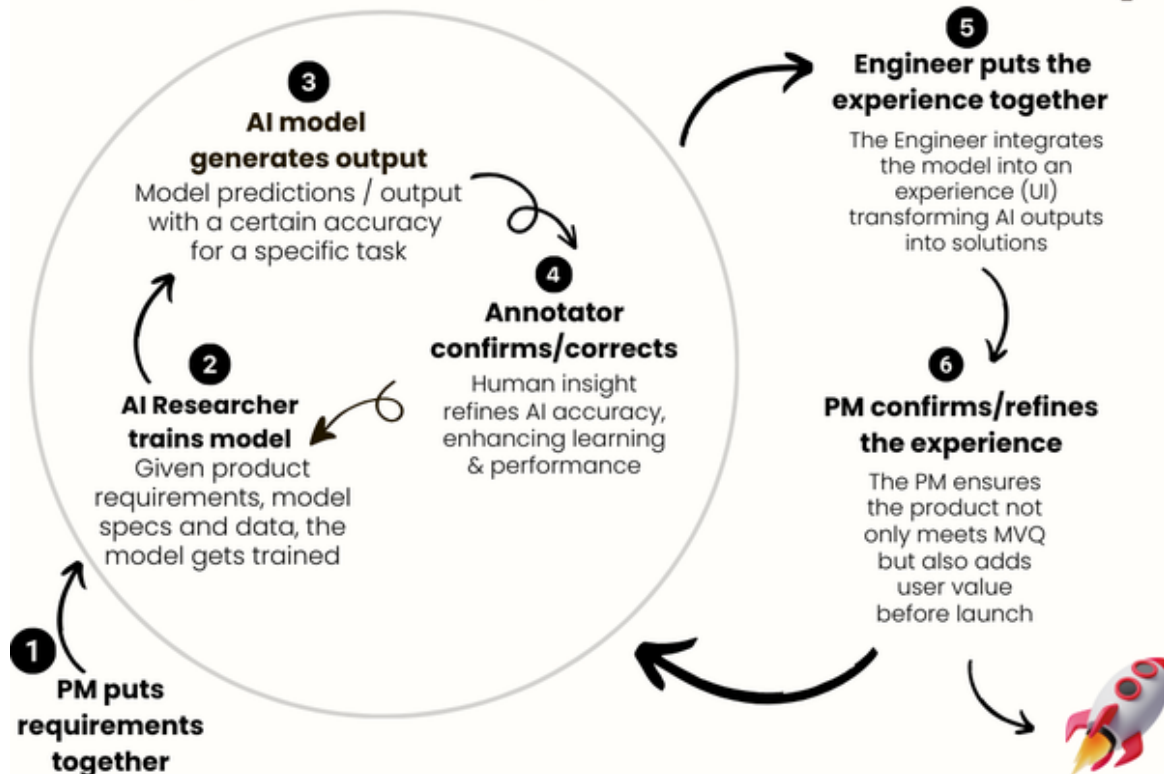 1
PM puts
requirements
together
2
AI Researcher
trains model
Given product
requirements, model
specs and data, the
model gets trained
3
AI model
generates output
Model predictions / output
with a certain accuracy
for a specific task
4
Annotator
confirms/corrects
Human insight
refines AI accuracy,
enhancing learning
& performance
5
Engineer puts the
experience together
The Engineer integrates
the model into an
experience (UI)
transforming AI outputs
into solutions
6
PM confirms/refines
the experience
The PM ensures
the product not
only meets MVQ
but also adds
user value
before launch